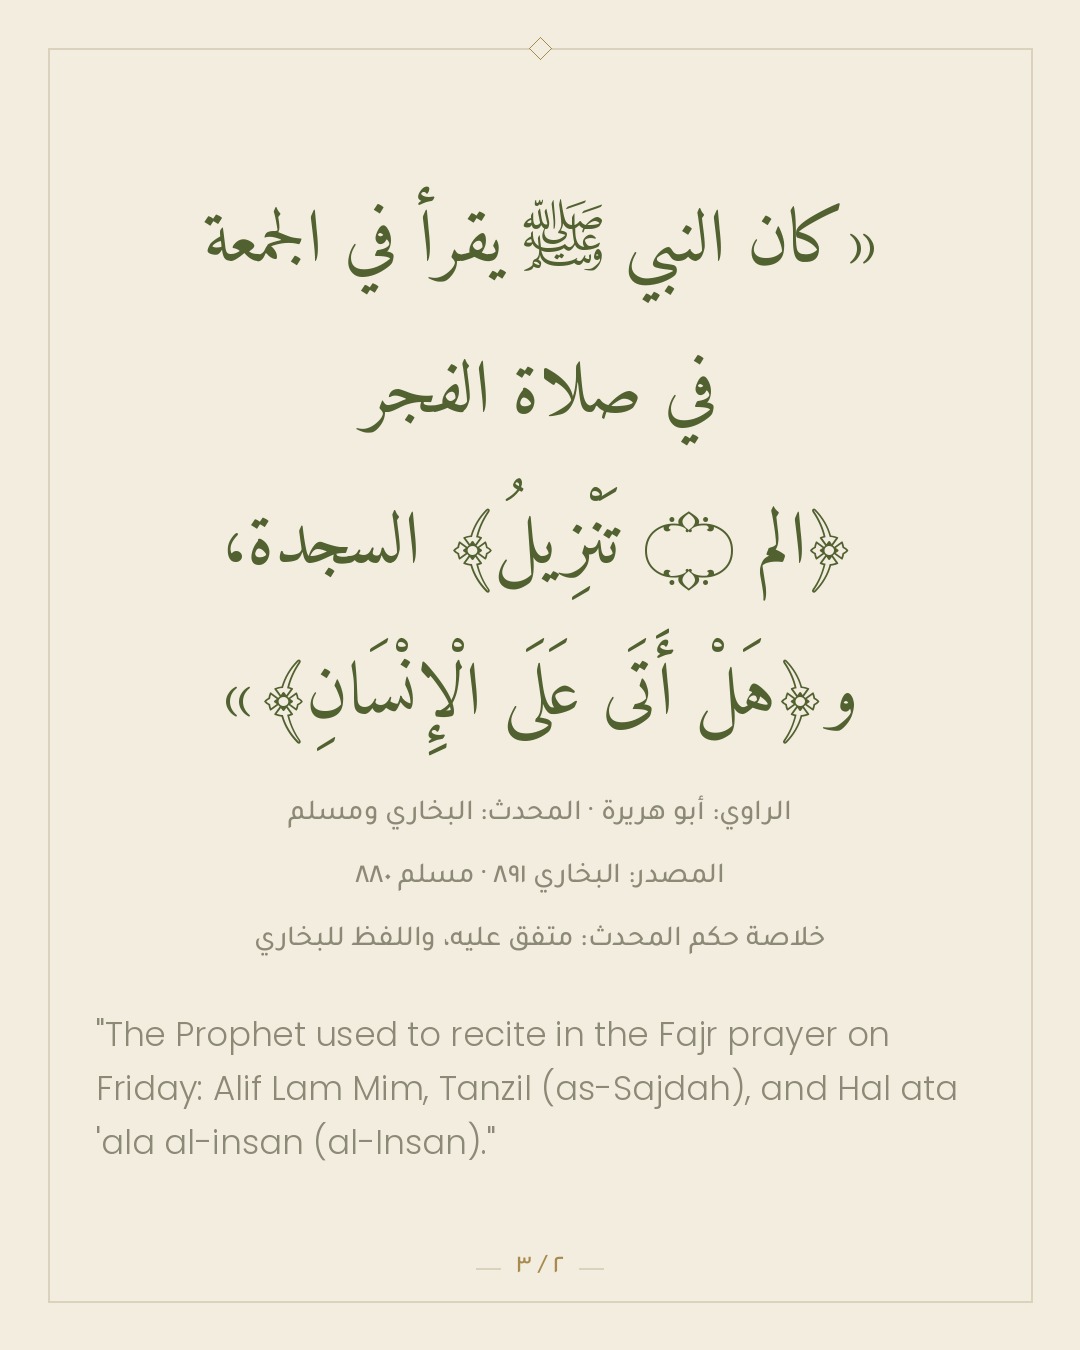 «كان النبي ﷺ يقرأ في الجمعة
في صلاة الفجر
﴿الم ۝ تَنْزِيلُ﴾ السجدة،
و﴿هَلْ أَتَى عَلَى الْإِنْسَانِ﴾»
الراوي: أبو هريرة · المحدث: البخاري ومسلم
المصدر: البخاري ٨٩١ · مسلم ٨٨٠
خلاصة حكم المحدث: متفق عليه، واللفظ للبخاري
"The Prophet used to recite in the Fajr prayer on
Friday: Alif Lam Mim, Tanzil (as-Sajdah), and Hal ata
'ala al-insan (al-Insan)."
٢ / ٣